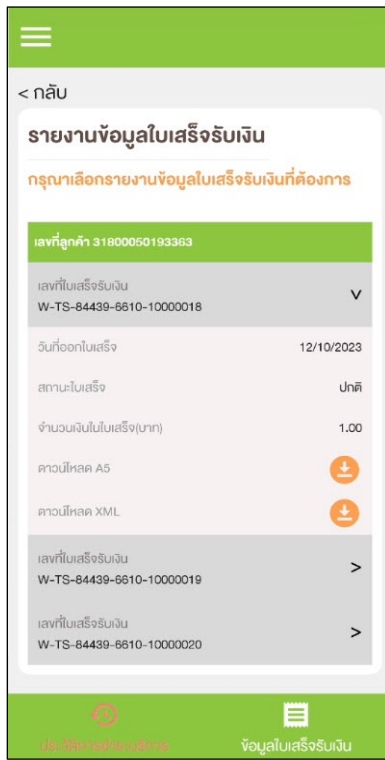 < กลับ
รายงานข้อมูลใบเสร็จรับเงิน
กรุณาเลือกรายงานข้อมูลใบเสร็จรับเงินที่ต้องการ
เลขที่ลูกค้า 31800050193363
เลขที่ใบเสร็จรับเงิน
W-TS-84439-6610-10000018
v
วันที่ออกใบเสร็จ 12/10/2023
สถานะใบเสร็จ ปกติ
จำนวนเงินในใบเสร็จ(บาท) 1.00
ดาวน์โหลด A5
ดาวน์โหลด XML
เลขที่ใบเสร็จรับเงิน
W-TS-84439-6610-10000019
>
เลขที่ใบเสร็จรับเงิน
W-TS-84439-6610-10000020
>
ข้อมูลใบเสร็จรับเงิน